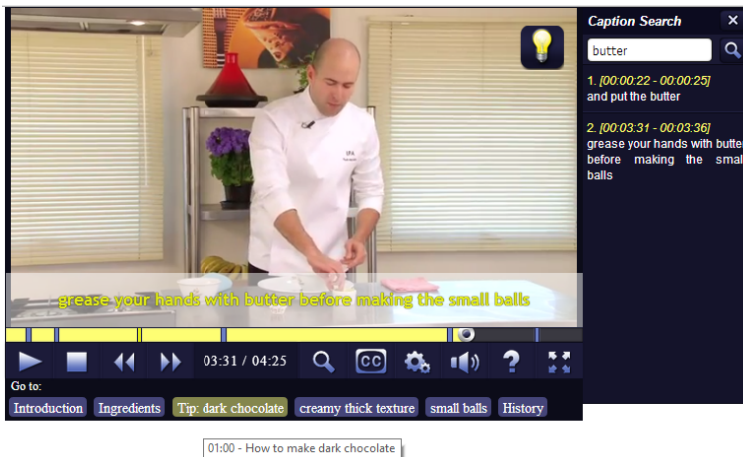 grease your hands with butter before making the small balls
03:31 / 04:25
CC
?
Go to:
Introduction Ingredients Tip: dark chocolate creamy thick texture small balls History
01:00 - How to make dark chocolate
Caption Search X
butter
1. [00:00:22 - 00:00:25]
and put the butter
2. [00:03:31 - 00:03:36]
grease your hands with butter
before making the small
balls